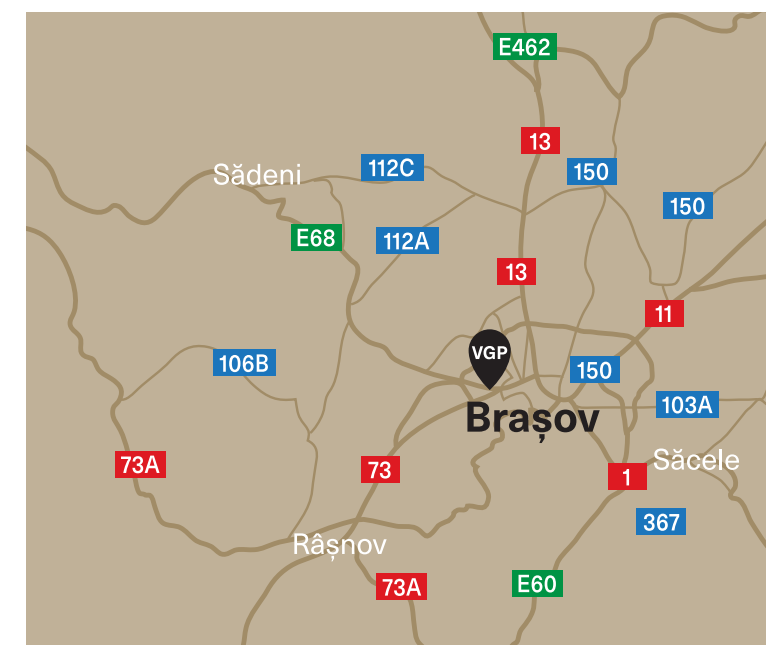 E462
13
150
112C
Sădeni
150
E68
112A
13
11
VGP
106B
150
103A
Brașov
73A
73
Săcele
1
367
Râșnov
73A
E60